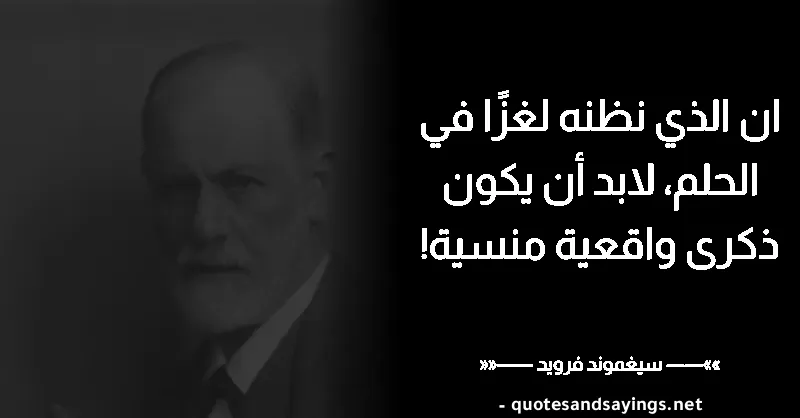 ان الذي نظنه لغزًا في
الحلم، لابد أن يكون
ذكرى واقعية منسية!
»»—— سيغموند فرويد ——««
- quotesandsayings.net